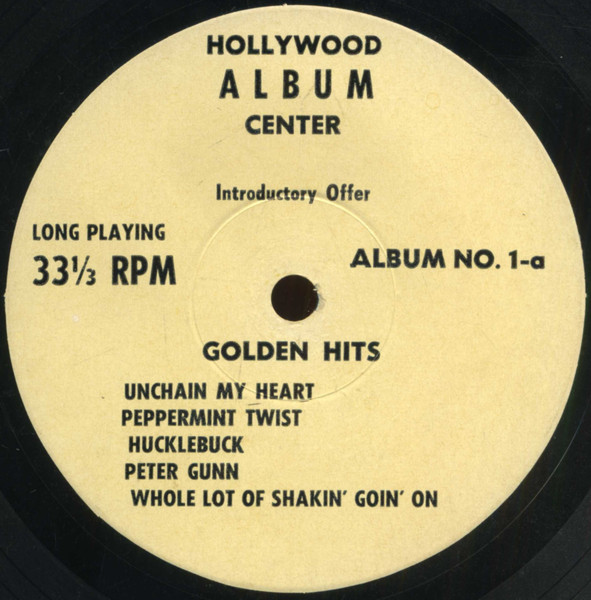 HOLLYWOOD
ALBUM
CENTER
Introductory Offer
LONG PLAYING
33⅓ RPM
ALBUM NO. 1-a
GOLDEN HITS
UNCHAIN MY HEART
PEPPERMINT TWIST
HUCKLEBUCK
PETER GUNN
WHOLE LOT OF SHAKIN' GOIN' ON